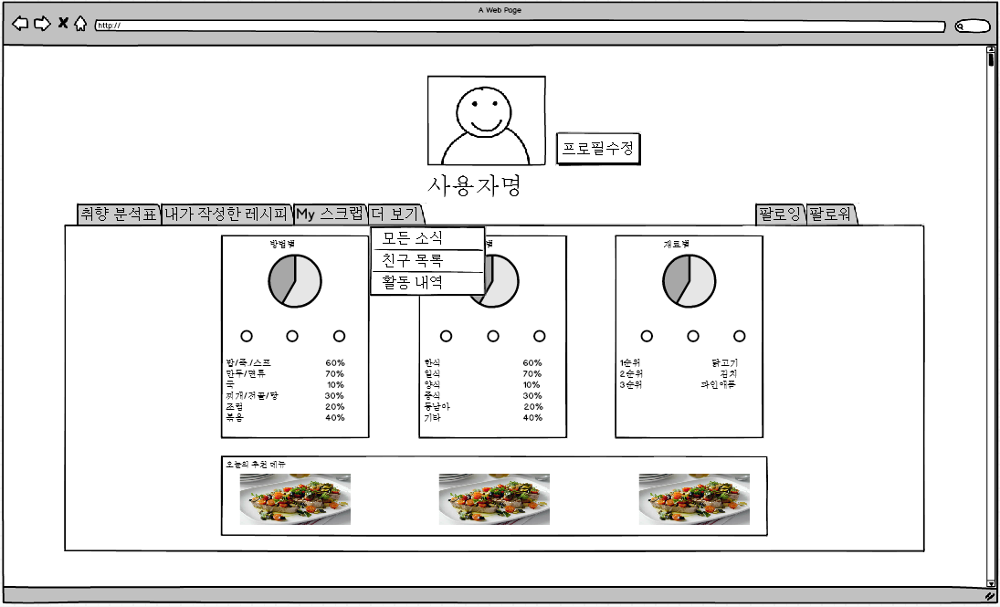 A Web Page
http://
프로필수정
사용자명
취향 분석표 내가 작성한 레시피 My 스크랩 더 보기 팔로잉 팔로워
모든 소식
친구 목록
활동 내역
방법별
밥/죽/스프 60%
만두/면류 70%
국 10%
찌개/전골/탕 30%
조림 20%
볶음 40%
별
한식 60%
일식 70%
양식 10%
중식 30%
동남아 20%
기타 40%
재료별
1순위 닭고기
2순위 김치
3순위 파인애플
오늘의 추천 메뉴